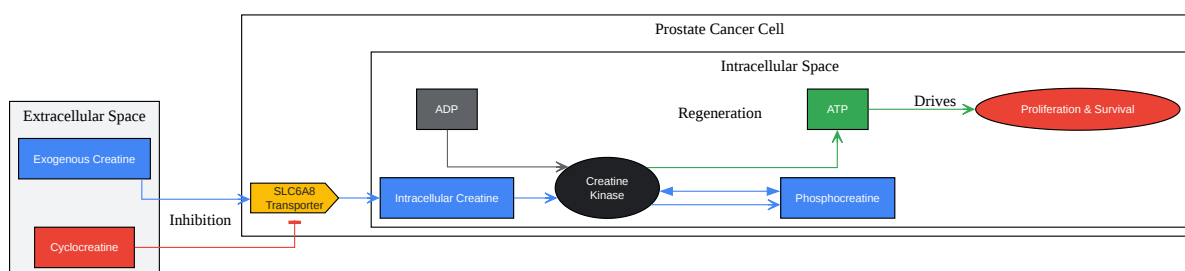 Prostate Cancer Cell
Intracellular Space
Extracellular Space
ADP
Regeneration
ATP
Drives
Proliferation & Survival
Exogenous Creatine
SLC6A8
Transporter
Intracellular Creatine
Creatine
Kinase
Phosphocreatine
Inhibition
Cyclocreatine